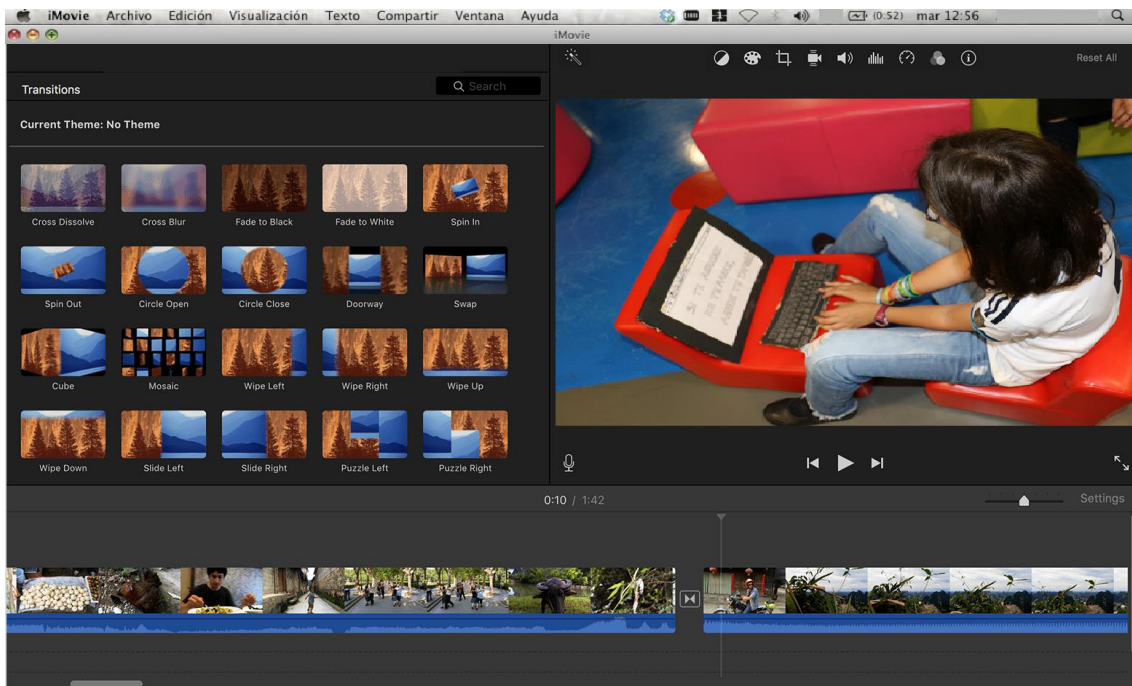 iMovie Archivo Edición Visualización Texto Compartir Ventana Ayuda (0:52) mar 12:56
iMovie
Reset All
Transitions
Search
Current Theme: No Theme
Cross Dissolve Cross Blur Fade to Black Fade to White Spin In
Spin Out Circle Open Circle Close Doorway Swap
Cube Mosaic Wipe Left Wipe Right Wipe Up
Wipe Down Slide Left Slide Right Puzzle Left Puzzle Right
0:10 / 1:42
Settings